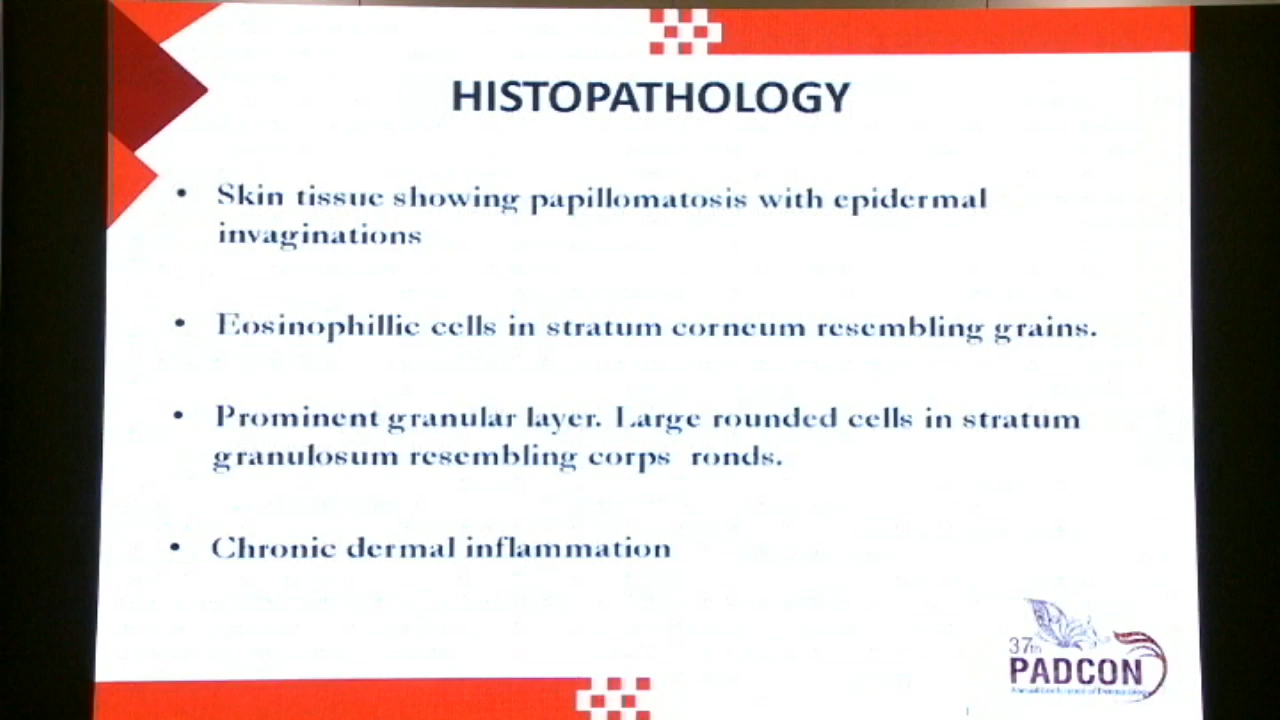 HISTOPATHOLOGY
• Skin tissue showing papillomatosis with epidermal
invaginations
• Eosinophillic cells in stratum corneum resembling grains.
• Prominent granular layer. Large rounded cells in stratum
granulosum resembling corps ronds.
• Chronic dermal inflammation
37th
PADCON